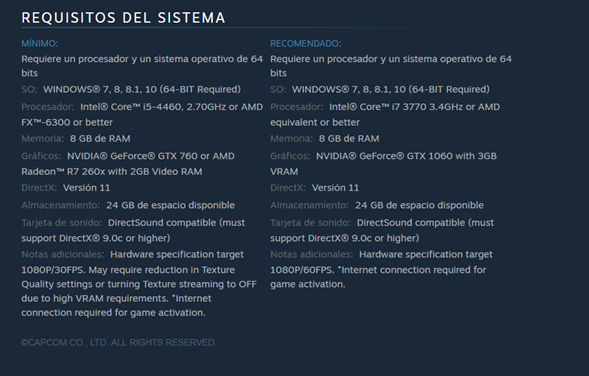 REQUISITOS DEL SISTEMA
MÍNIMO:
Requiere un procesador y un sistema operativo de 64
bits
SO: WINDOWS® 7, 8, 8.1, 10 (64-BIT Required)
Procesador: Intel® Core™ i5-4460, 2.70GHz or AMD
FX™-6300 or better
Memoria: 8 GB de RAM
Gráficos: NVIDIA® GeForce® GTX 760 or AMD
Radeon™ R7 260x with 2GB Video RAM
DirectX: Versión 11
Almacenamiento: 24 GB de espacio disponible
Tarjeta de sonido: DirectSound compatible (must
support DirectX® 9.0c or higher)
Notas adicionales: Hardware specification target
1080P/30FPS. May require reduction in Texture
Quality settings or turning Texture streaming to OFF
due to high VRAM requirements. *Internet
connection required for game activation.
RECOMENDADO:
Requiere un procesador y un sistema operativo de 64
bits
SO: WINDOWS® 7, 8, 8.1, 10 (64-BIT Required)
Procesador: Intel® Core™ i7 3770 3.4GHz or AMD
equivalent or better
Memoria: 8 GB de RAM
Gráficos: NVIDIA® GeForce® GTX 1060 with 3GB
VRAM
DirectX: Versión 11
Almacenamiento: 24 GB de espacio disponible
Tarjeta de sonido: DirectSound compatible (must
support DirectX® 9.0c or higher)
Notas adicionales: Hardware specification target
1080P/60FPS. *Internet connection required for
game activation.
©CAPCOM CO., LTD. ALL RIGHTS RESERVED.